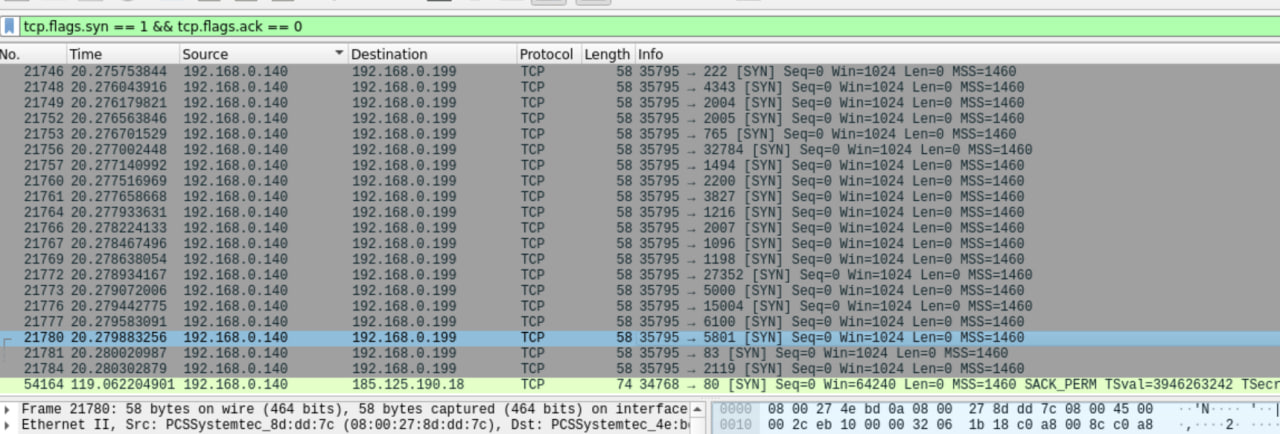 tcp.flags.syn == 1 && tcp.flags.ack == 0
No. Time Source Destination Protocol Length Info
21746 20.275753844 192.168.0.140 192.168.0.199 TCP 58 35795 → 222 [SYN] Seq=0 Win=1024 Len=0 MSS=1460
21748 20.276043916 192.168.0.140 192.168.0.199 TCP 58 35795 → 4343 [SYN] Seq=0 Win=1024 Len=0 MSS=1460
21749 20.276179821 192.168.0.140 192.168.0.199 TCP 58 35795 → 2004 [SYN] Seq=0 Win=1024 Len=0 MSS=1460
21752 20.276563846 192.168.0.140 192.168.0.199 TCP 58 35795 → 2005 [SYN] Seq=0 Win=1024 Len=0 MSS=1460
21753 20.276701529 192.168.0.140 192.168.0.199 TCP 58 35795 → 765 [SYN] Seq=0 Win=1024 Len=0 MSS=1460
21756 20.277002448 192.168.0.140 192.168.0.199 TCP 58 35795 → 32784 [SYN] Seq=0 Win=1024 Len=0 MSS=1460
21757 20.277140992 192.168.0.140 192.168.0.199 TCP 58 35795 → 1494 [SYN] Seq=0 Win=1024 Len=0 MSS=1460
21760 20.277516969 192.168.0.140 192.168.0.199 TCP 58 35795 → 2200 [SYN] Seq=0 Win=1024 Len=0 MSS=1460
21761 20.277658668 192.168.0.140 192.168.0.199 TCP 58 35795 → 3827 [SYN] Seq=0 Win=1024 Len=0 MSS=1460
21764 20.277933631 192.168.0.140 192.168.0.199 TCP 58 35795 → 1216 [SYN] Seq=0 Win=1024 Len=0 MSS=1460
21766 20.278224133 192.168.0.140 192.168.0.199 TCP 58 35795 → 2007 [SYN] Seq=0 Win=1024 Len=0 MSS=1460
21767 20.278467496 192.168.0.140 192.168.0.199 TCP 58 35795 → 1096 [SYN] Seq=0 Win=1024 Len=0 MSS=1460
21769 20.278638054 192.168.0.140 192.168.0.199 TCP 58 35795 → 1198 [SYN] Seq=0 Win=1024 Len=0 MSS=1460
21772 20.278934167 192.168.0.140 192.168.0.199 TCP 58 35795 → 27352 [SYN] Seq=0 Win=1024 Len=0 MSS=1460
21773 20.279072006 192.168.0.140 192.168.0.199 TCP 58 35795 → 5000 [SYN] Seq=0 Win=1024 Len=0 MSS=1460
21776 20.279442775 192.168.0.140 192.168.0.199 TCP 58 35795 → 15004 [SYN] Seq=0 Win=1024 Len=0 MSS=1460
21777 20.279583091 192.168.0.140 192.168.0.199 TCP 58 35795 → 6100 [SYN] Seq=0 Win=1024 Len=0 MSS=1460
21780 20.279883256 192.168.0.140 192.168.0.199 TCP 58 35795 → 5801 [SYN] Seq=0 Win=1024 Len=0 MSS=1460
21781 20.280020987 192.168.0.140 192.168.0.199 TCP 58 35795 → 83 [SYN] Seq=0 Win=1024 Len=0 MSS=1460
21784 20.280302879 192.168.0.140 192.168.0.199 TCP 58 35795 → 2119 [SYN] Seq=0 Win=1024 Len=0 MSS=1460
54164 119.062204901 192.168.0.140 185.125.190.18 TCP 74 34768 → 80 [SYN] Seq=0 Win=64240 Len=0 MSS=1460 SACK_PERM TSval=3946263242 TSecr
Frame 21780: 58 bytes on wire (464 bits), 58 bytes captured (464 bits) on interface 0000 08 00 27 4e bd 0a 08 00 27 8d dd 7c 08 00 45 00 ··'N···· '··
Ethernet II, Src: PCSSystemtec_8d:dd:7c (08:00:27:8d:dd:7c), Dst: PCSSystemtec_4e:b 0010 00 2c eb 10 00 00 32 06 1b 18 c0 a8 00 8c c0 a8 ·,····2·